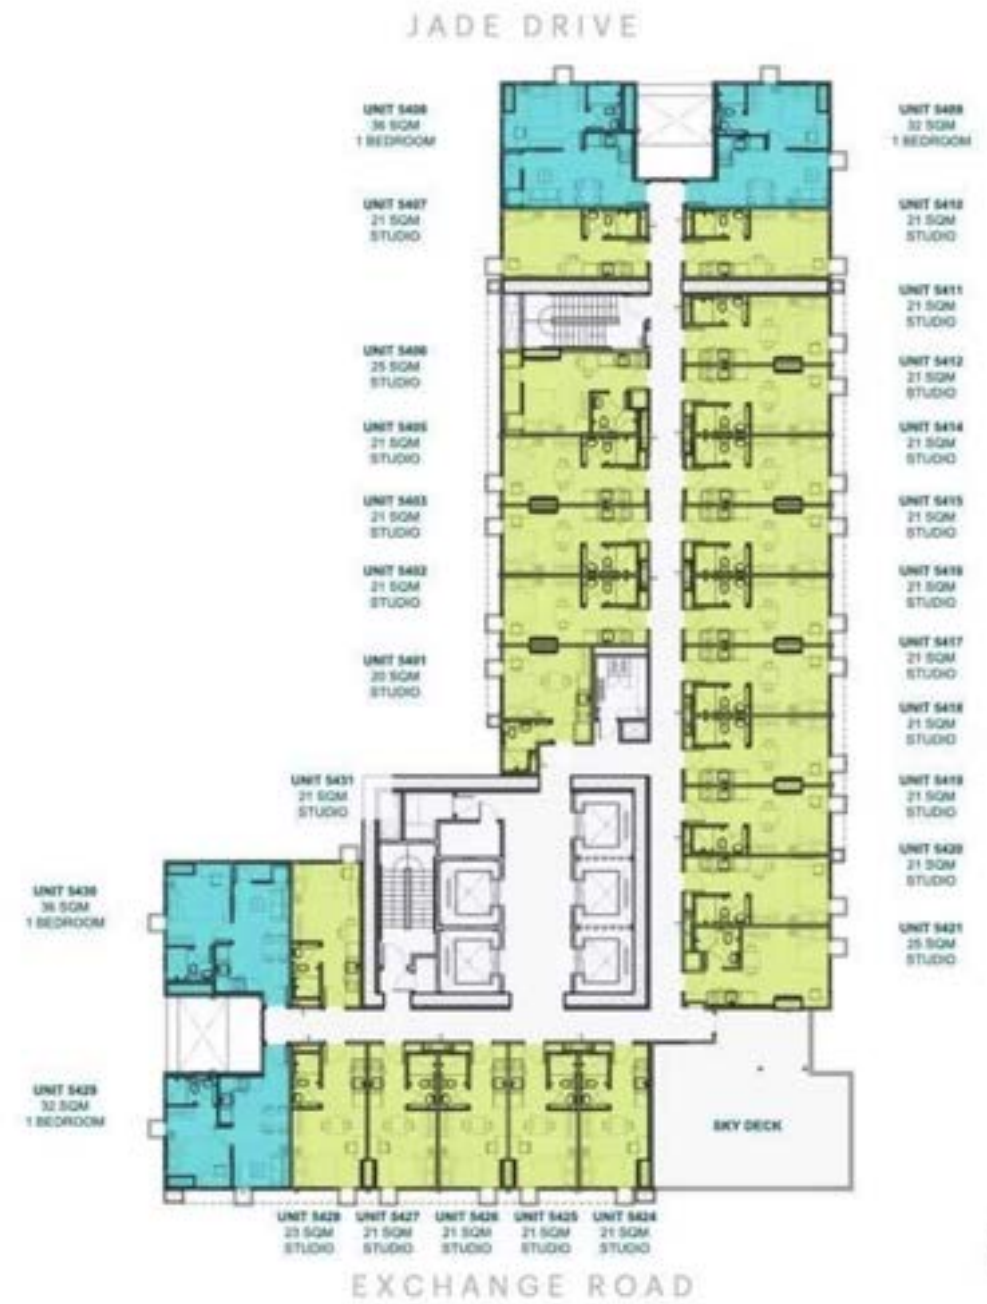 JADE DRIVE
UNIT 5408
36 SQM
1 BEDROOM
UNIT 5409
32 SQM
1 BEDROOM
UNIT 5407
21 SQM
STUDIO
UNIT 5410
21 SQM
STUDIO
UNIT 5411
21 SQM
STUDIO
UNIT 5406
25 SQM
STUDIO
UNIT 5412
21 SQM
STUDIO
UNIT 5405
21 SQM
STUDIO
UNIT 5414
21 SQM
STUDIO
UNIT 5403
21 SQM
STUDIO
UNIT 5415
21 SQM
STUDIO
UNIT 5402
21 SQM
STUDIO
UNIT 5416
21 SQM
STUDIO
UNIT 5401
20 SQM
STUDIO
UNIT 5417
21 SQM
STUDIO
UNIT 5418
21 SQM
STUDIO
UNIT 5431
21 SQM
STUDIO
UNIT 5419
21 SQM
STUDIO
UNIT 5420
21 SQM
STUDIO
UNIT 5430
36 SQM
1 BEDROOM
UNIT 5421
25 SQM
STUDIO
UNIT 5429
32 SQM
1 BEDROOM
SKY DECK
UNIT 5428
23 SQM
STUDIO
UNIT 5427
21 SQM
STUDIO
UNIT 5426
21 SQM
STUDIO
UNIT 5425
21 SQM
STUDIO
UNIT 5424
21 SQM
STUDIO
EXCHANGE ROAD